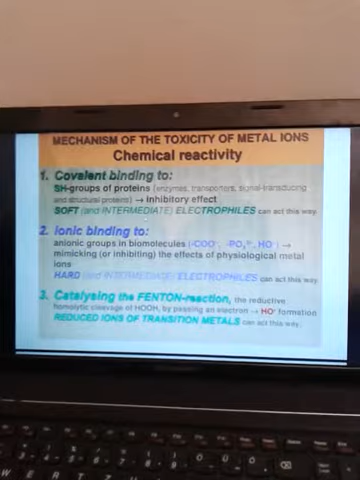 MECHANISM OF THE TOXICITY OF METAL IONS
Chemical reactivity
1. Covalent binding to:
SH-groups of proteins (enzymes, transporters, signal-transducing
and structural proteins) → Inhibitory effect
SOFT (and INTERMEDIATE) ELECTROPHILES can act this way
2. Ionic binding to:
anionic groups in biomolecules (-COO⁻, HO⁻) →
mimicking (or inhibiting) the effects of physiological metal
ions
HARD (and INTERMEDIATE) ELECTROPHILES can act this way
3. Catalysing the FENTON-reaction, the reductive
homolytic cleavage of HOOH, by passing an electron → HO• formation
REDUCED IONS OF TRANSITION METALS can act this way.